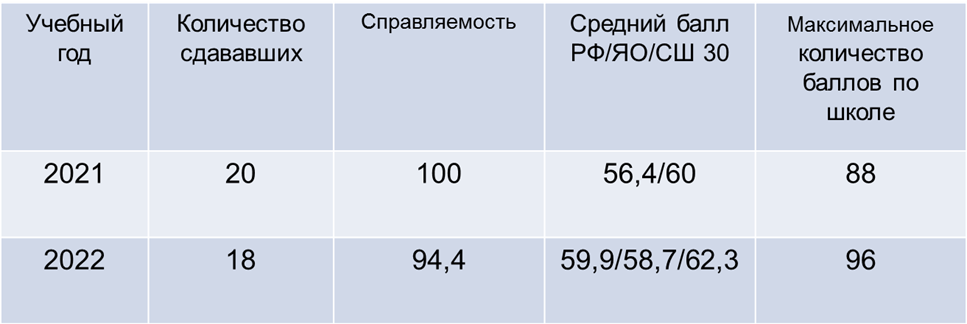 Учебный год
Количество сдававших
Справляемость
Средний балл РФ/ЯО/СШ 30
Максимальное количество баллов по школе
2021 20 100 56,4/60 88
2022 18 94,4 59,9/58,7/62,3 96